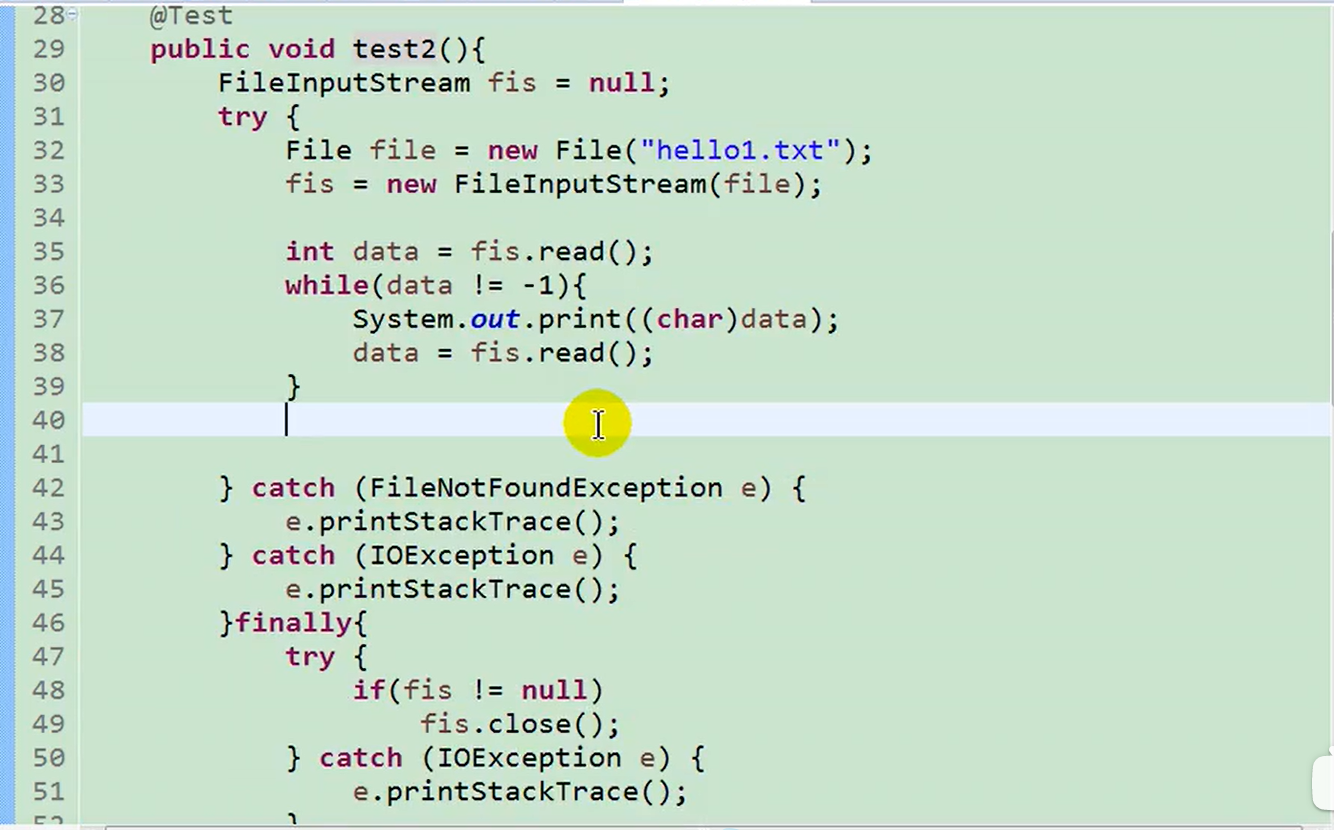 28 @Test
29 public void test2(){
30 FileInputStream fis = null;
31 try {
32 File file = new File("hello1.txt");
33 fis = new FileInputStream(file);
34
35 int data = fis.read();
36 while(data != -1){
37 System.out.print((char)data);
38 data = fis.read();
39 }
40
41
42 } catch (FileNotFoundException e) {
43 e.printStackTrace();
44 } catch (IOException e) {
45 e.printStackTrace();
46 }finally{
47 try {
48 if(fis != null)
49 fis.close();
50 } catch (IOException e) {
51 e.printStackTrace();
52 }